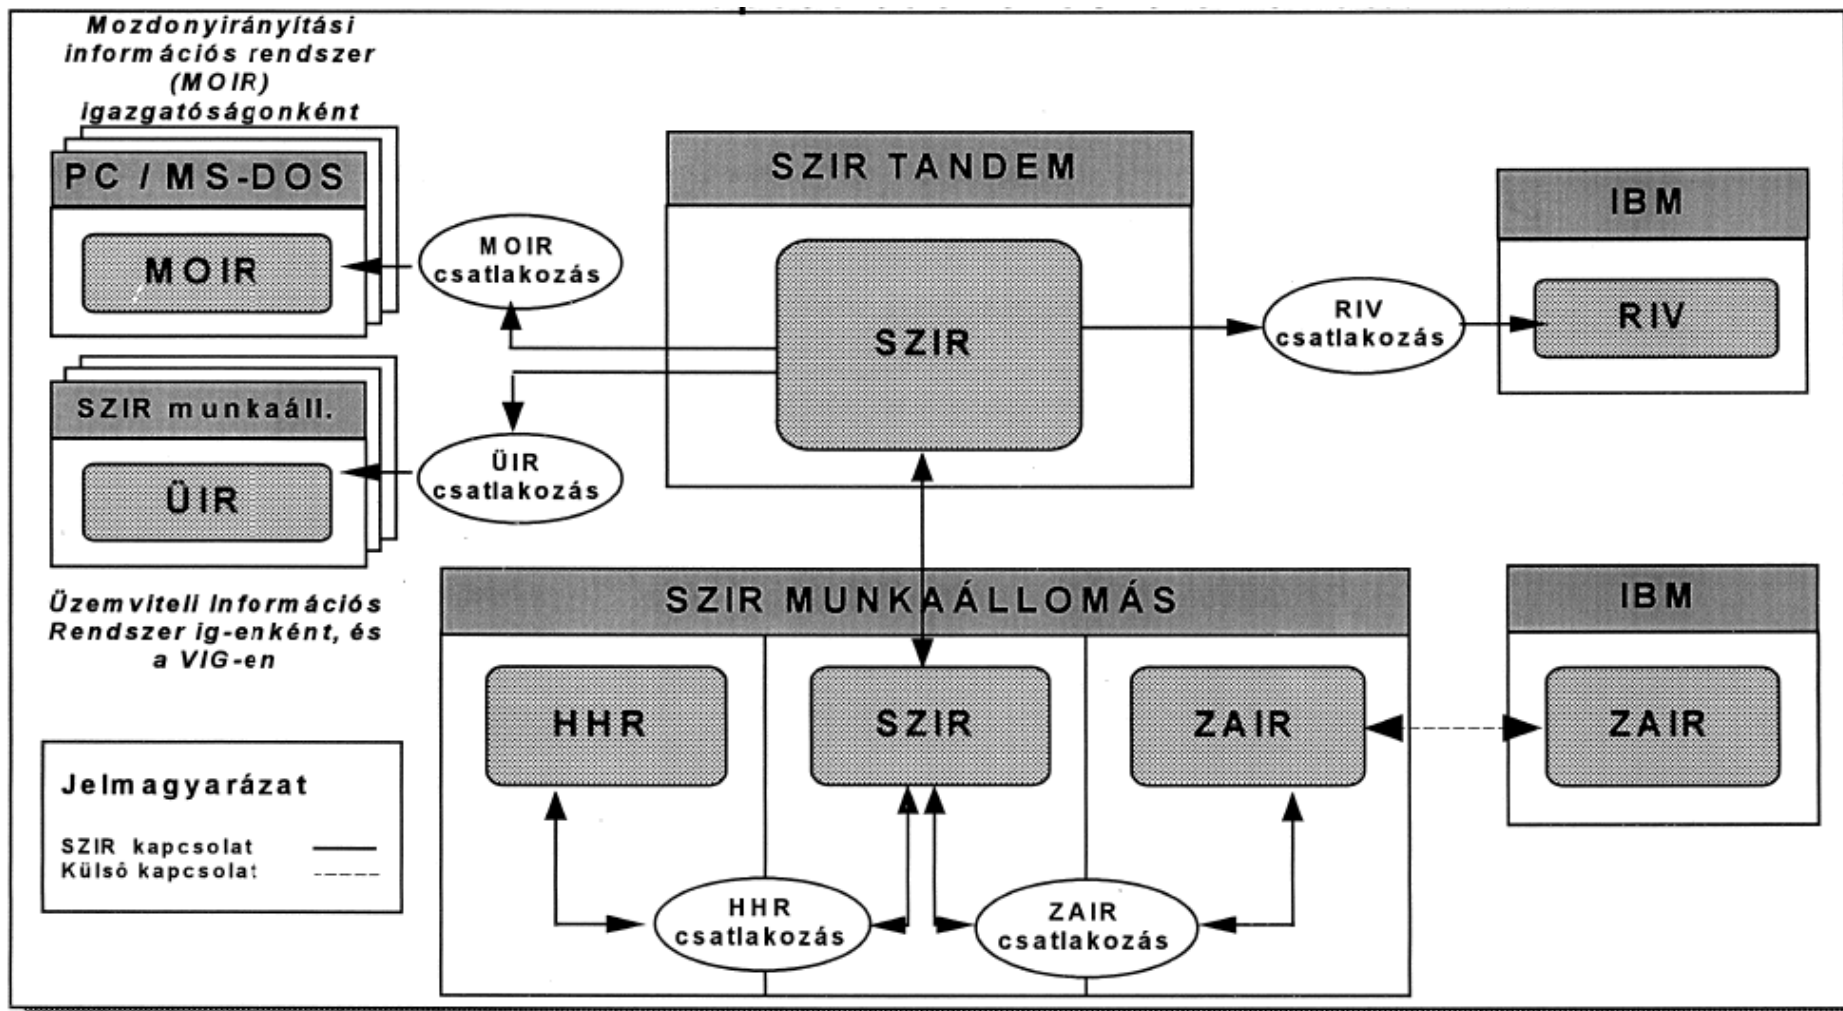 Mozdonyirányítási
információs rendszer
(MOIR)
igazgatóságonként
PC / MS-DOS
MOIR
MOIR
csatlakozás
SZIR TANDEM
SZIR
RIV
csatlakozás
IBM
RIV
SZIR munkaáll.
ÜIR
ÜIR
csatlakozás
Üzemviteli Információs
Rendszer ig-enként, és
a VIG-en
SZIR MUNKAÁLLOMÁS
HHR
SZIR
ZAIR
HHR
csatlakozás
ZAIR
csatlakozás
IBM
ZAIR
Jelmagyarázat
SZIR kapcsolat
Külső kapcsolat